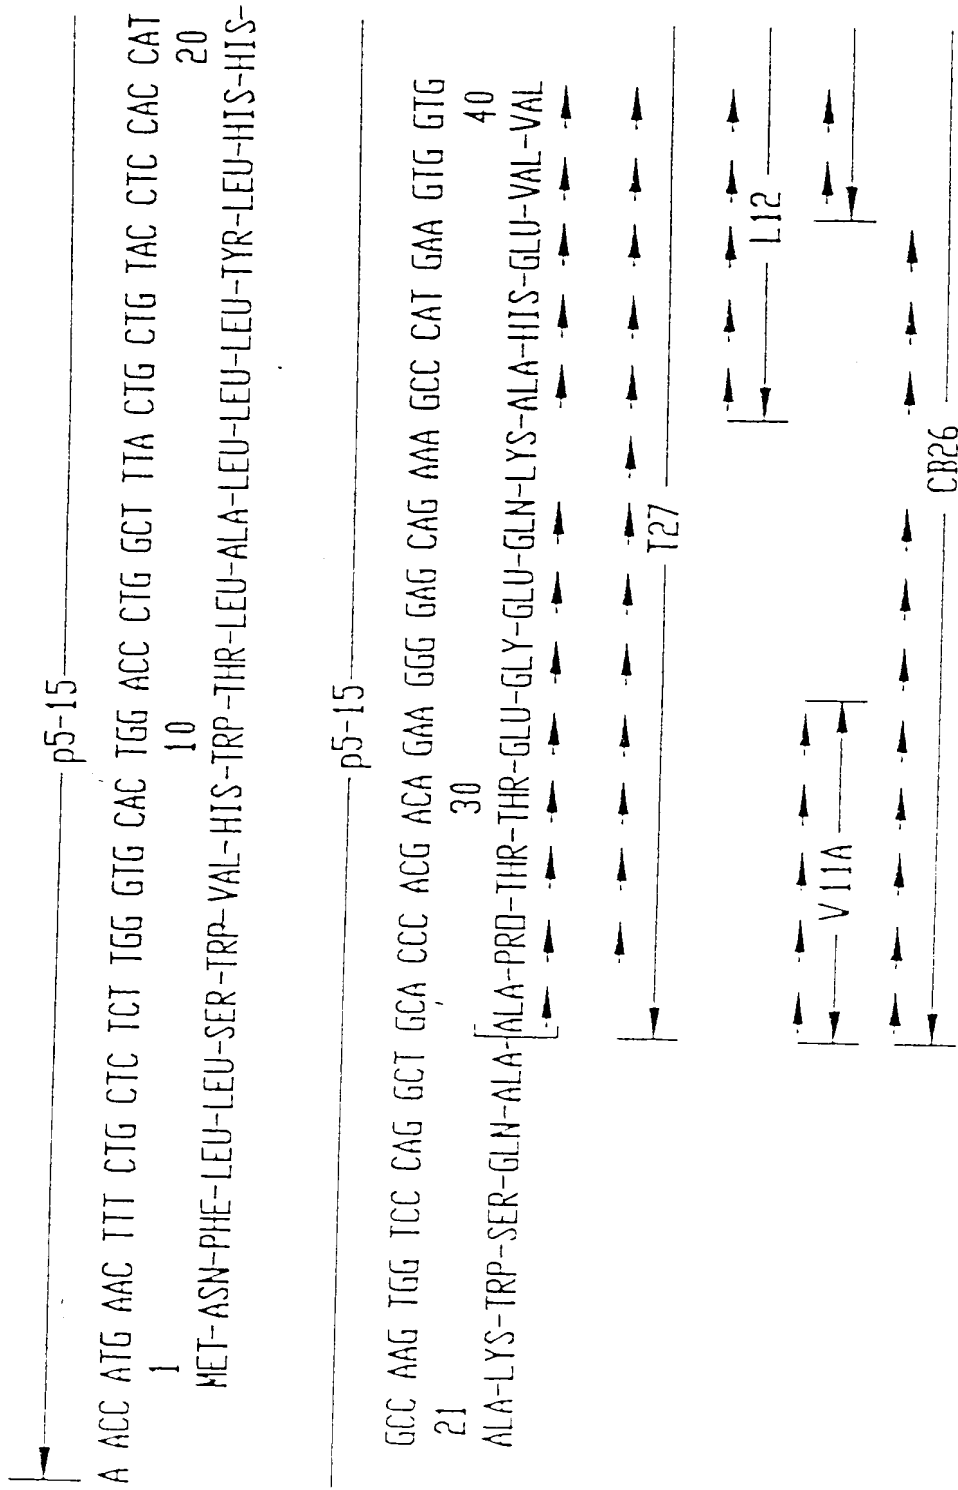 p5-15
A ACC ATG AAC TTT CTG CTC TCT TGG GTG CAC TGG ACC CTG GCT TTA CTG CTG TAC CTC CAC CAT
1 10 20
MET-ASN-PHE-LEU-LEU-SER-TRP-VAL-HIS-TRP-THR-LEU-ALA-LEU-LEU-LEU-TYR-LEU-HIS-HIS-
p5-15
GCC AAG TGG TCC CAG GCT GCA CCC ACG ACA GAA GGG GAG CAG AAA GCC CAT GAA GTG GTG
21 30 40
ALA-LYS-TRP-SER-GLN-ALA-ALA-PRO-THR-THR-GLU-GLY-GLU-GLN-LYS-ALA-HIS-GLU-VAL-VAL
T27
L12
V11A
CB26